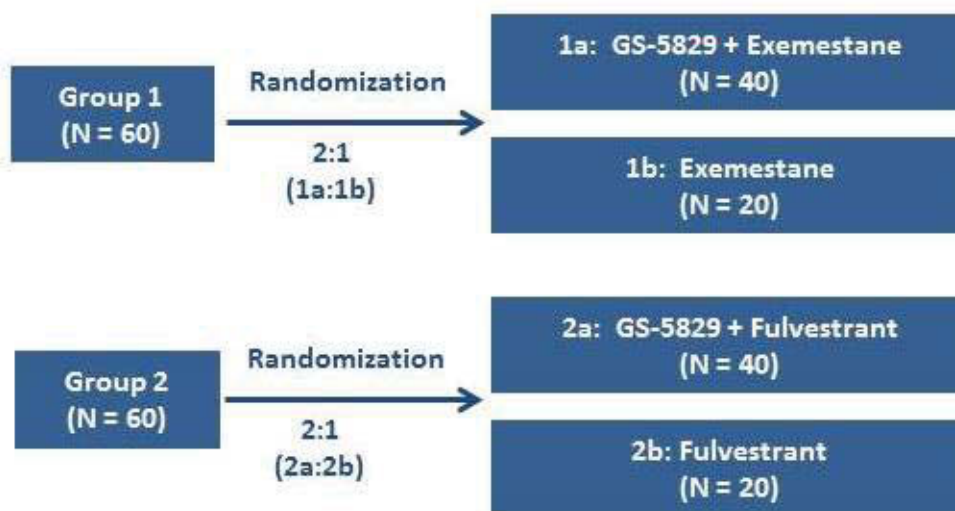 Group 1
(N = 60)
Randomization
2:1
(1a:1b)
1a: GS-5829 + Exemestane
(N = 40)
1b: Exemestane
(N = 20)
Group 2
(N = 60)
Randomization
2:1
(2a:2b)
2a: GS-5829 + Fulvestrant
(N = 40)
2b: Fulvestrant
(N = 20)